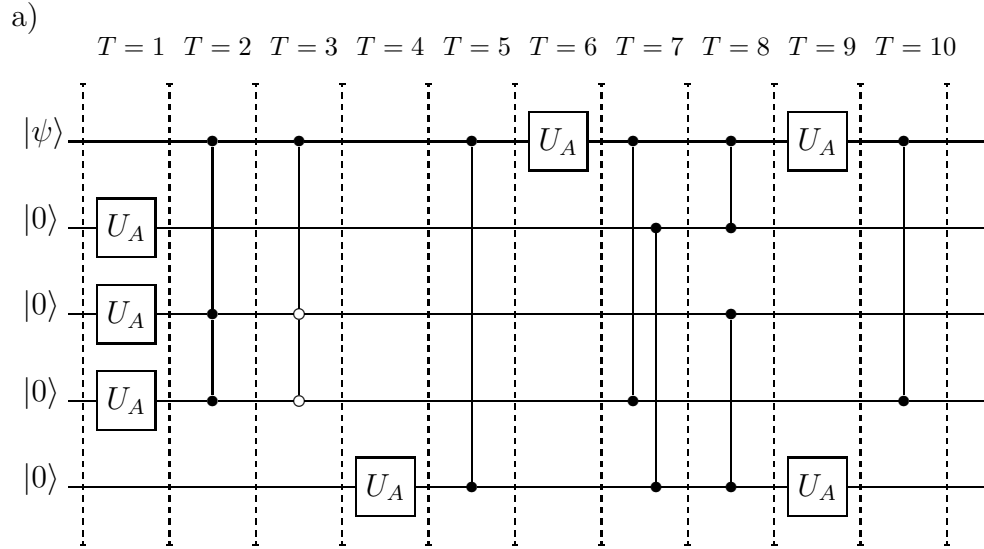 a)
T = 1 T = 2 T = 3 T = 4 T = 5 T = 6 T = 7 T = 8 T = 9 T = 10
|ψ⟩ U_A U_A
|0⟩ U_A
|0⟩ U_A
|0⟩ U_A
|0⟩ U_A U_A